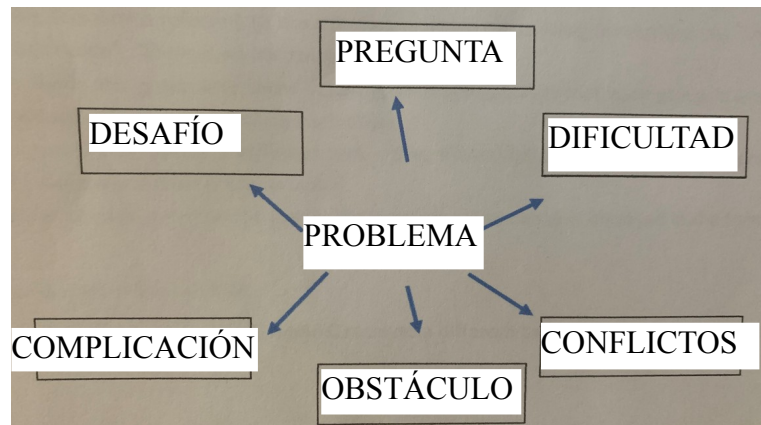 PREGUNTA
DESAFÍO
DIFICULTAD
PROBLEMA
COMPLICACIÓN
CONFLICTOS
OBSTÁCULO